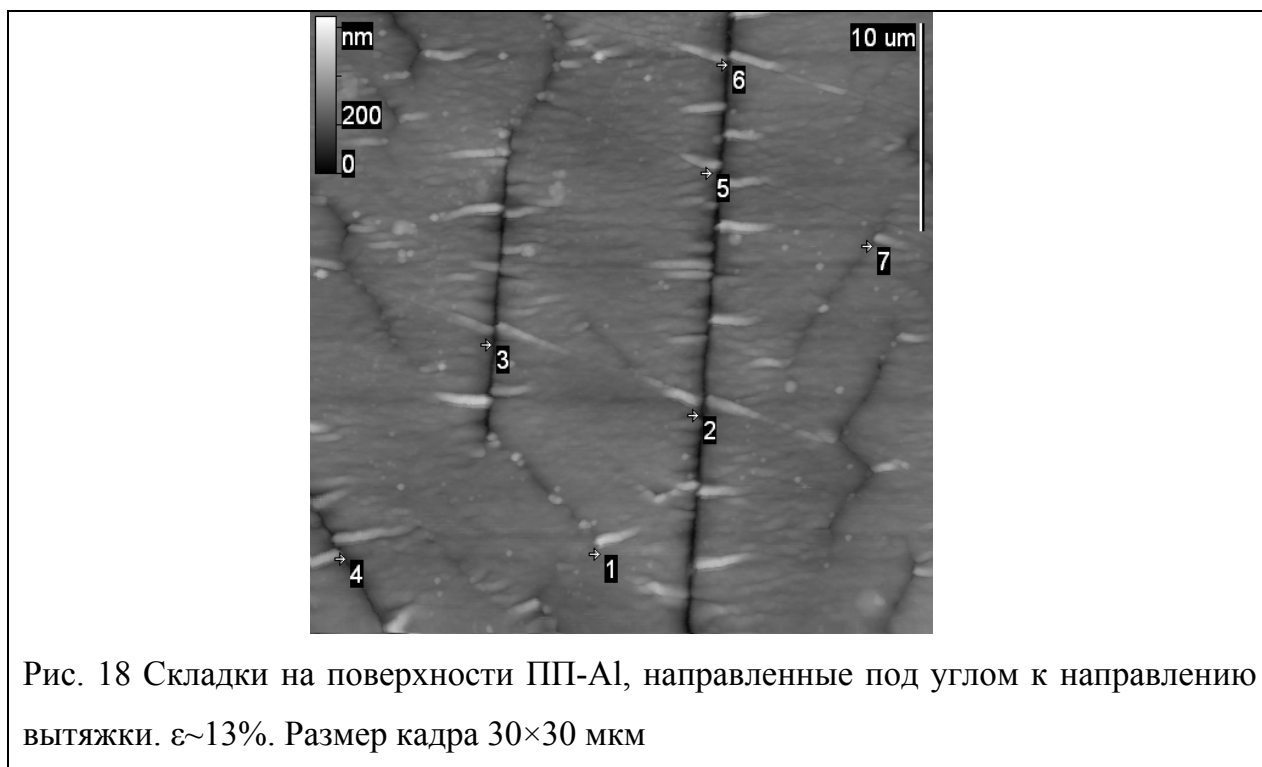 nm
10 um
6
200
0
5
7
3
2
1
4
Рис. 18 Складки на поверхности ПП-Al, направленные под углом к направлению
вытяжки. ε~13%. Размер кадра 30×30 мкм